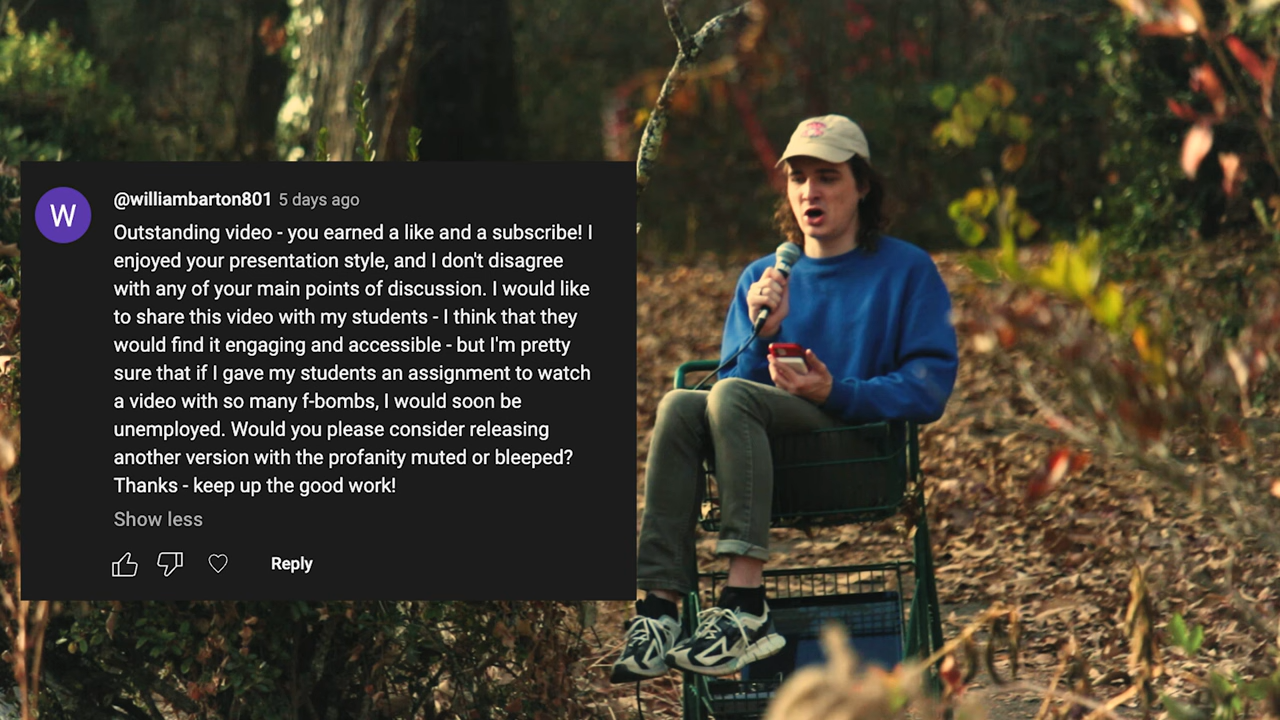 W
@williambarton801 5 days ago
Outstanding video - you earned a like and a subscribe! I
enjoyed your presentation style, and I don't disagree
with any of your main points of discussion. I would like
to share this video with my students - I think that they
would find it engaging and accessible - but I'm pretty
sure that if I gave my students an assignment to watch
a video with so many f-bombs, I would soon be
unemployed. Would you please consider releasing
another version with the profanity muted or bleeped?
Thanks - keep up the good work!
Show less
Reply